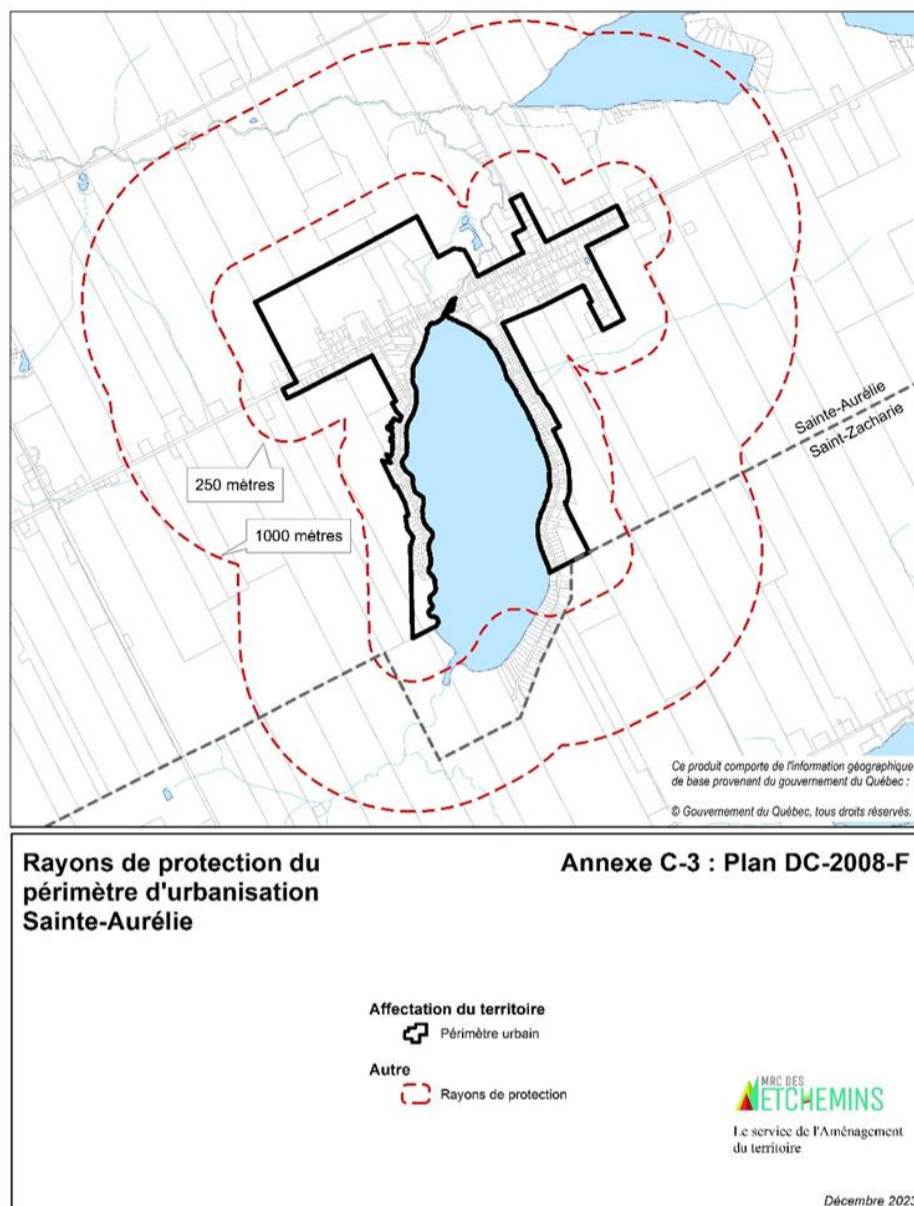 Sainte-Aurélie
Saint-Zacharie
250 mètres
1000 mètres
Ce produit comporte de l'information géographique
de base provenant du gouvernement du Québec :
© Gouvernement du Québec, tous droits réservés.
Rayons de protection du
périmètre d'urbanisation
Sainte-Aurélie
Annexe C-3 : Plan DC-2008-F
Affectation du territoire
Périmètre urbain
Autre
Rayons de protection
MRC DES
ETCHEMINS
Le service de l'Aménagement
du territoire
Décembre 2023